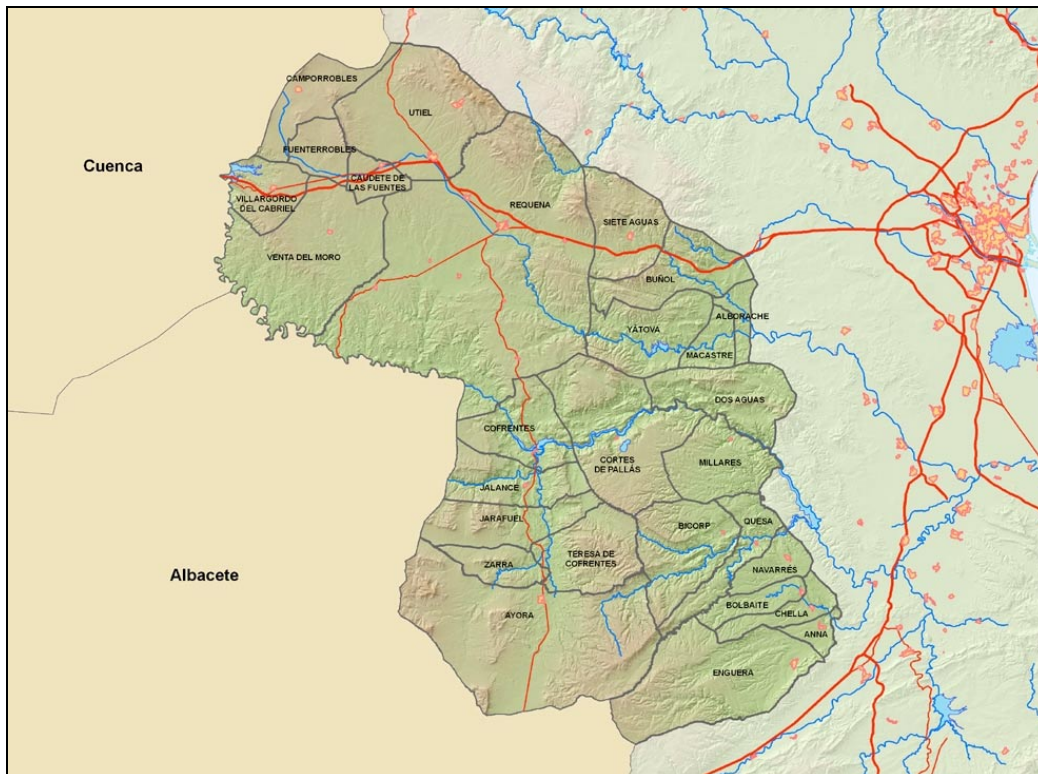 CAMPORROBLES
UTIEL
FUENTERROBLES
Cuenca
CAUDETE DE
LAS FUENTES
VILLARGORDO
DEL CABRIEL
REQUENA
SIETE AGUAS
VENTA DEL MORO
BUÑOL
ALBORACHE
YÁTOVA
MACASTRE
DOS AGUAS
COFRENTES
CORTES
DE PALLÁS
MILLARES
JALANCE
JARAFUEL
BICORP
QUESA
TERESA DE
COFRENTES
ZARRA
NAVARRÉS
Albacete
BOLBAITE
CHELLA
AYORA
ANNA
ENGUERA